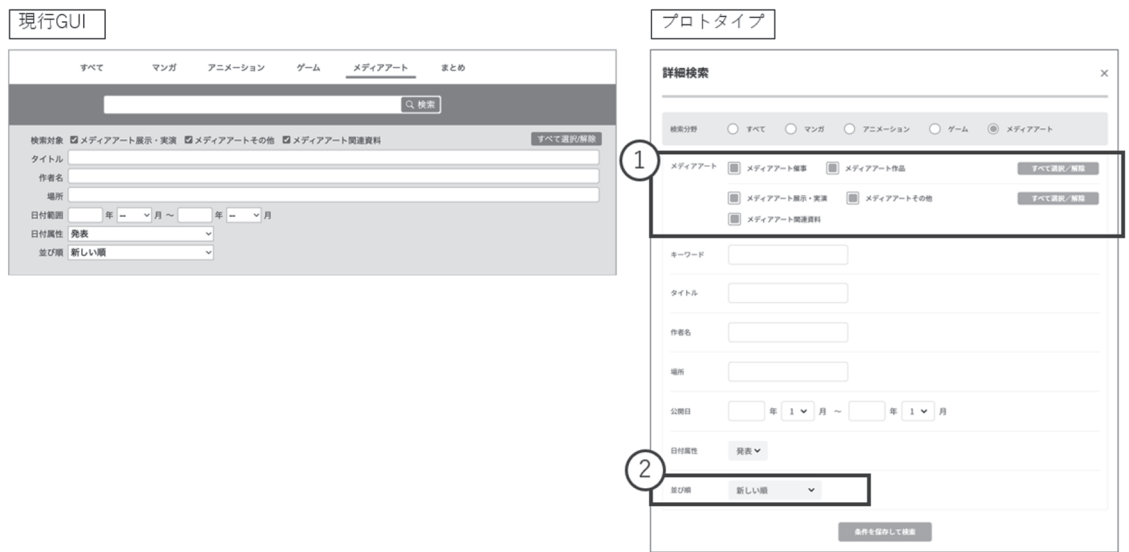 現行GUI
すべて マンガ アニメーション ゲーム メディアアート まとめ
検索
検索対象 メディアアート展示・実演 メディアアートその他 メディアアート関連資料 すべて選択/解除
タイトル
作者名
場所
日付範囲 年 -- 月 ～ 年 -- 月
日付属性 発表
並び順 新しい順
プロトタイプ
詳細検索 ×
検索分野 すべて マンガ アニメーション ゲーム メディアアート
1
メディアアート メディアアート催事 メディアアート作品 すべて選択／解除
メディアアート展示・実演 メディアアートその他 すべて選択／解除
メディアアート関連資料
キーワード
タイトル
作者名
場所
公開日 年 1 月 ～ 年 1 月
日付属性 発表
2
並び順 新しい順
条件を保存して検索